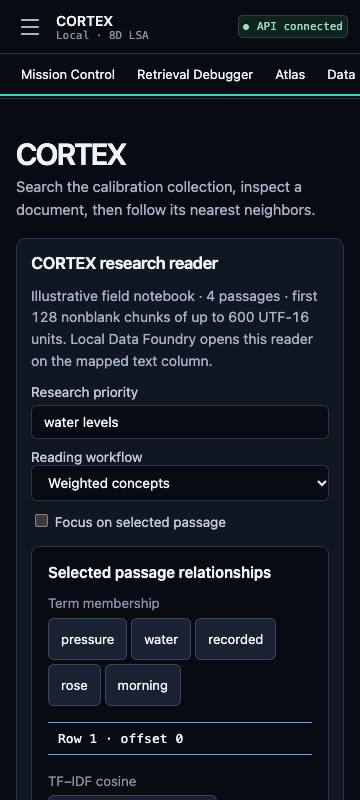 CORTEX
Local · 8D LSA
API connected
Mission Control Retrieval Debugger Atlas Data
CORTEX
Search the calibration collection, inspect a
document, then follow its nearest neighbors.
CORTEX research reader
Illustrative field notebook · 4 passages · first
128 nonblank chunks of up to 600 UTF-16
units. Local Data Foundry opens this reader
on the mapped text column.
Research priority
water levels
Reading workflow
Weighted concepts
Focus on selected passage
Selected passage relationships
Term membership
pressure water recorded
rose morning
Row 1 · offset 0
TF–IDF cosine